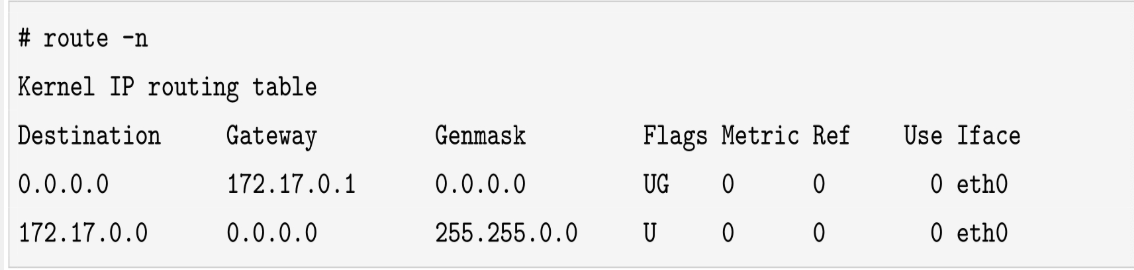 # route -n
Kernel IP routing table
Destination     Gateway         Genmask         Flags Metric Ref    Use Iface
0.0.0.0         172.17.0.1      0.0.0.0         UG    0      0        0 eth0
172.17.0.0      0.0.0.0         255.255.0.0     U     0      0        0 eth0